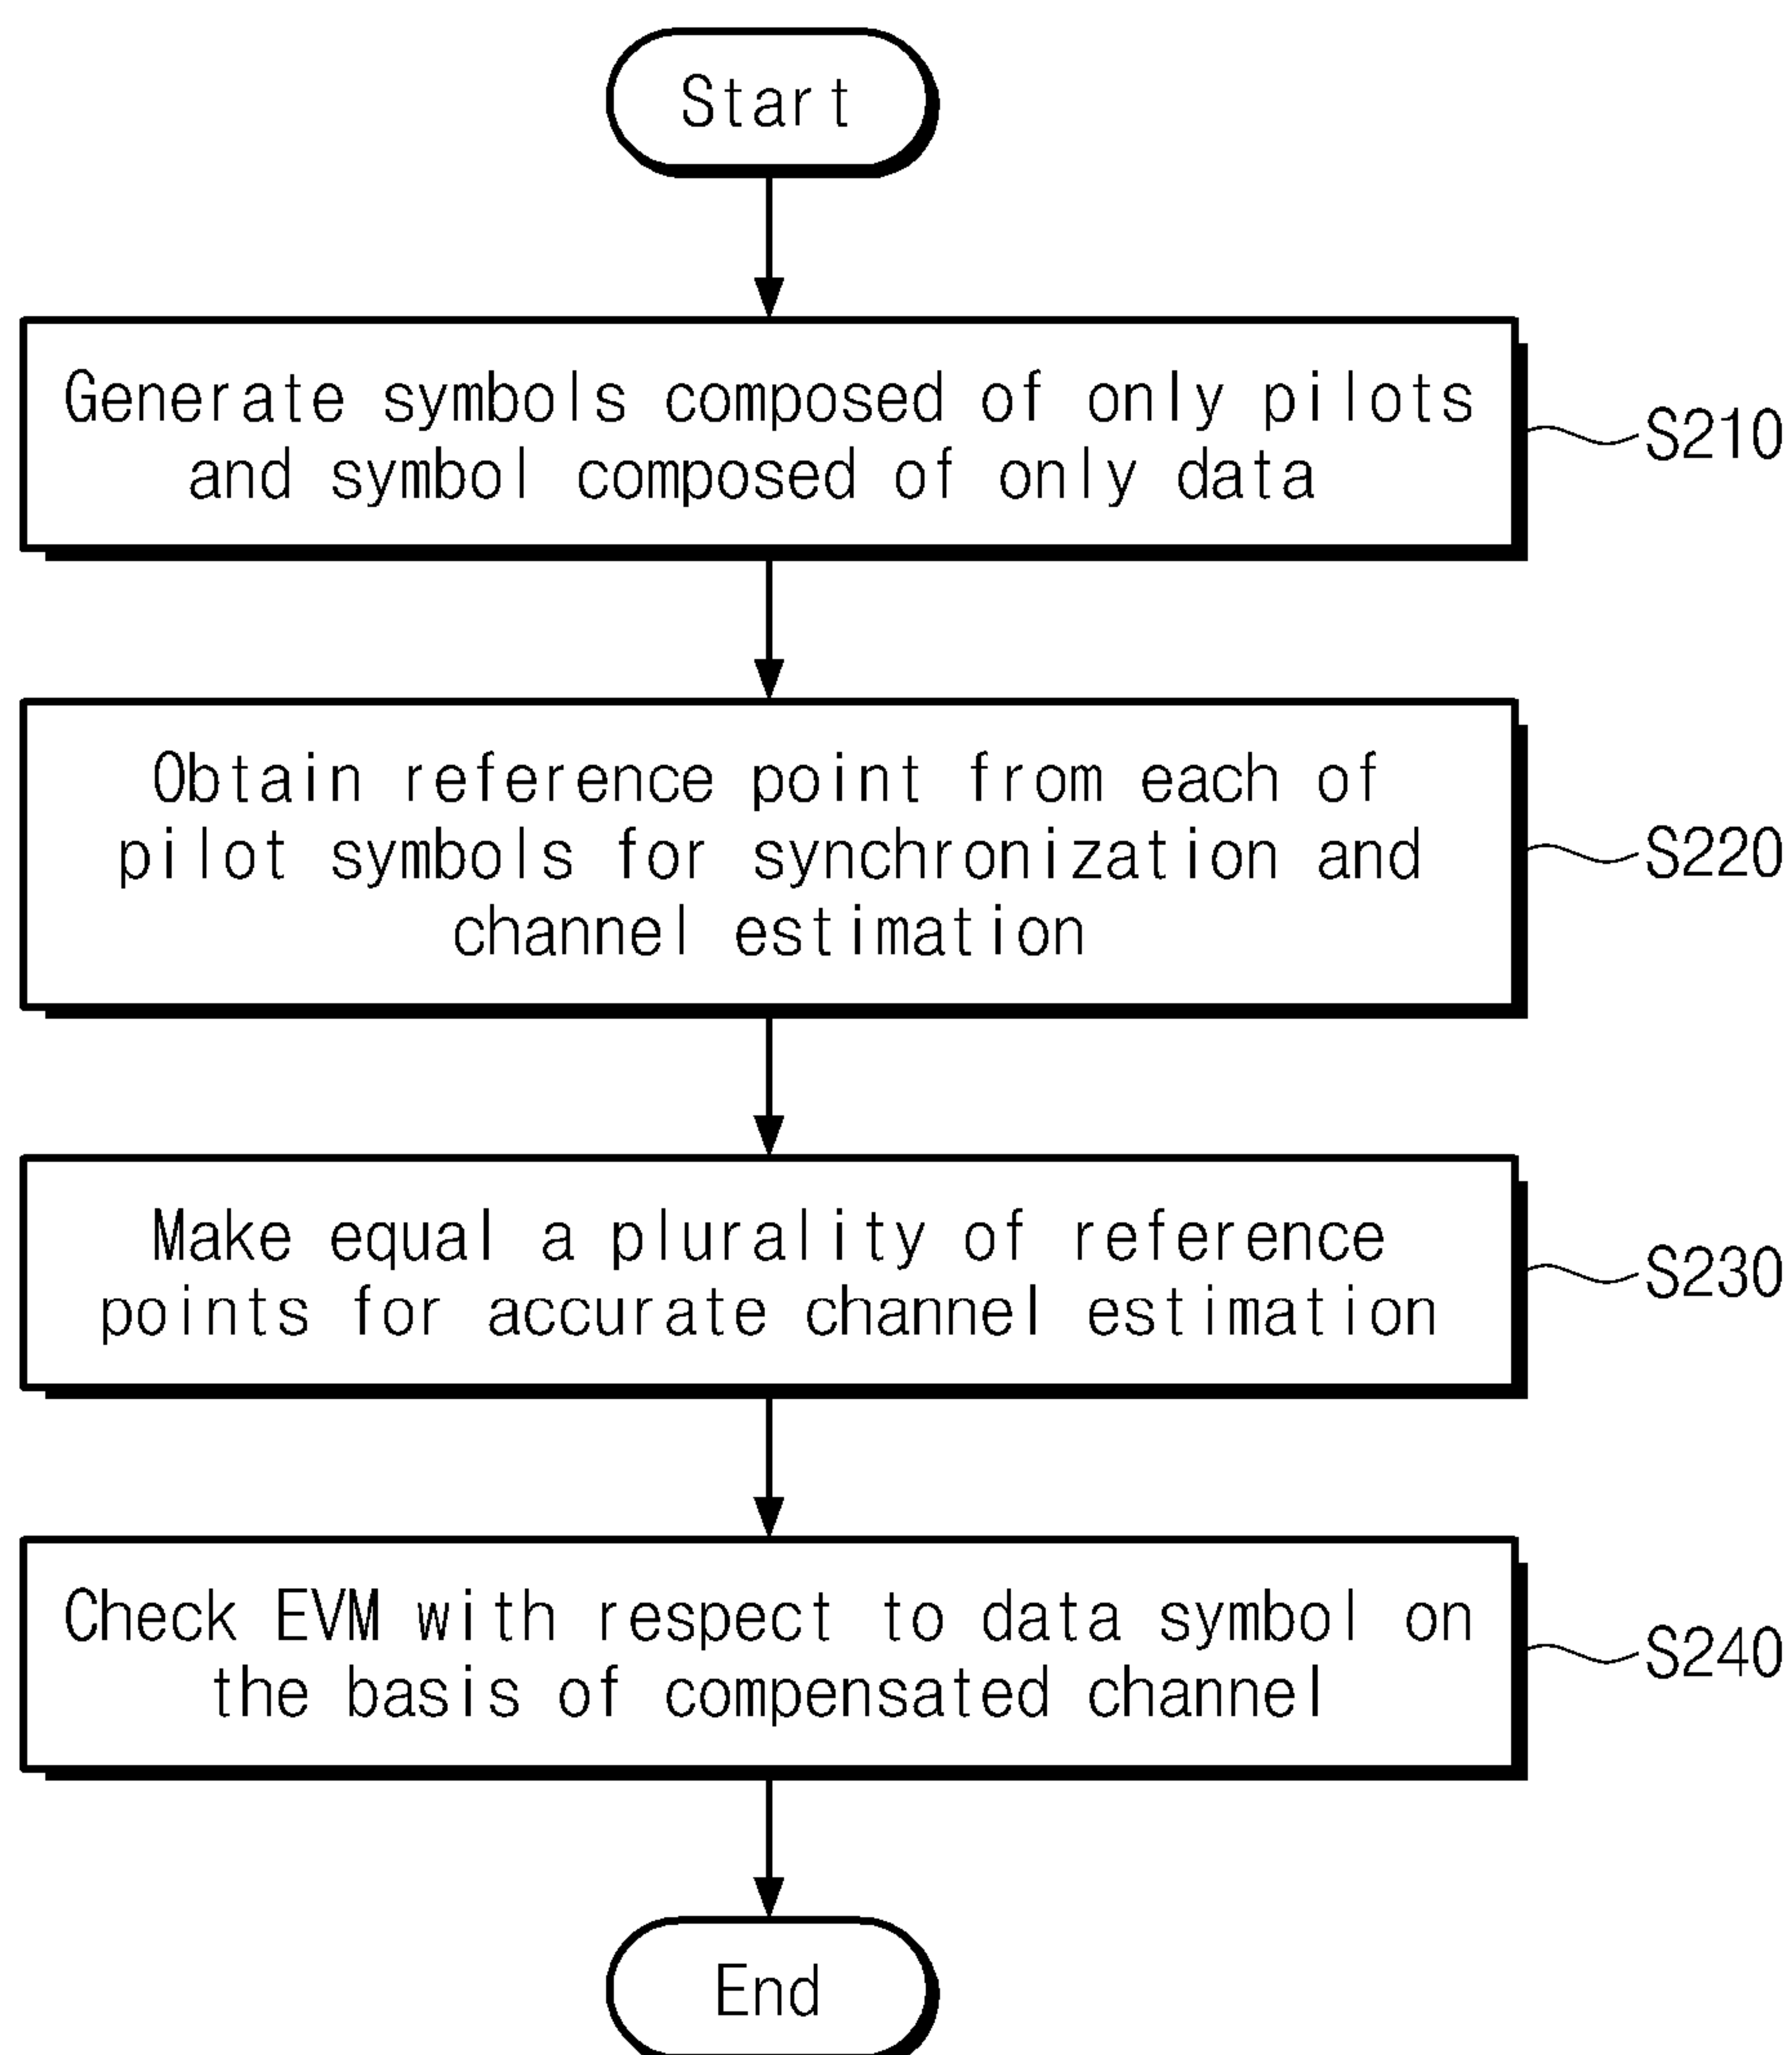 Start
Generate symbols composed of only pilots
and symbol composed of only data
S210
Obtain reference point from each of
pilot symbols for synchronization and
channel estimation
S220
Make equal a plurality of reference
points for accurate channel estimation
S230
Check EVM with respect to data symbol on
the basis of compensated channel
S240
End